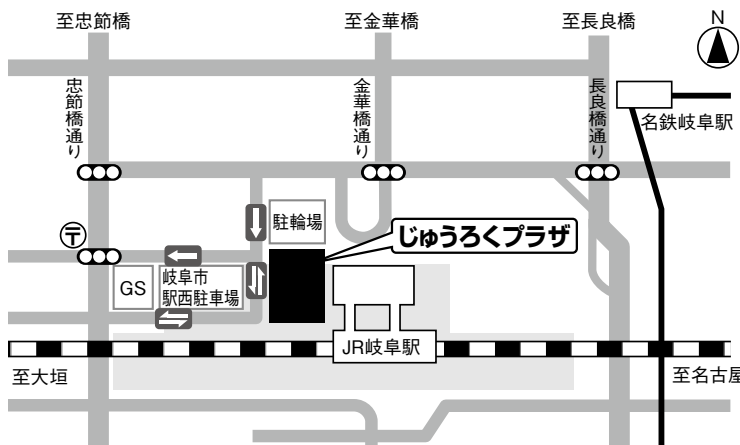 至忠節橋
至金華橋
至長良橋
N
忠節橋通り
金華橋通り
長良橋通り
名鉄岐阜駅
駐輪場
じゅうろくプラザ
〒
GS
岐阜市
駅西駐車場
JR岐阜駅
至大垣
至名古屋